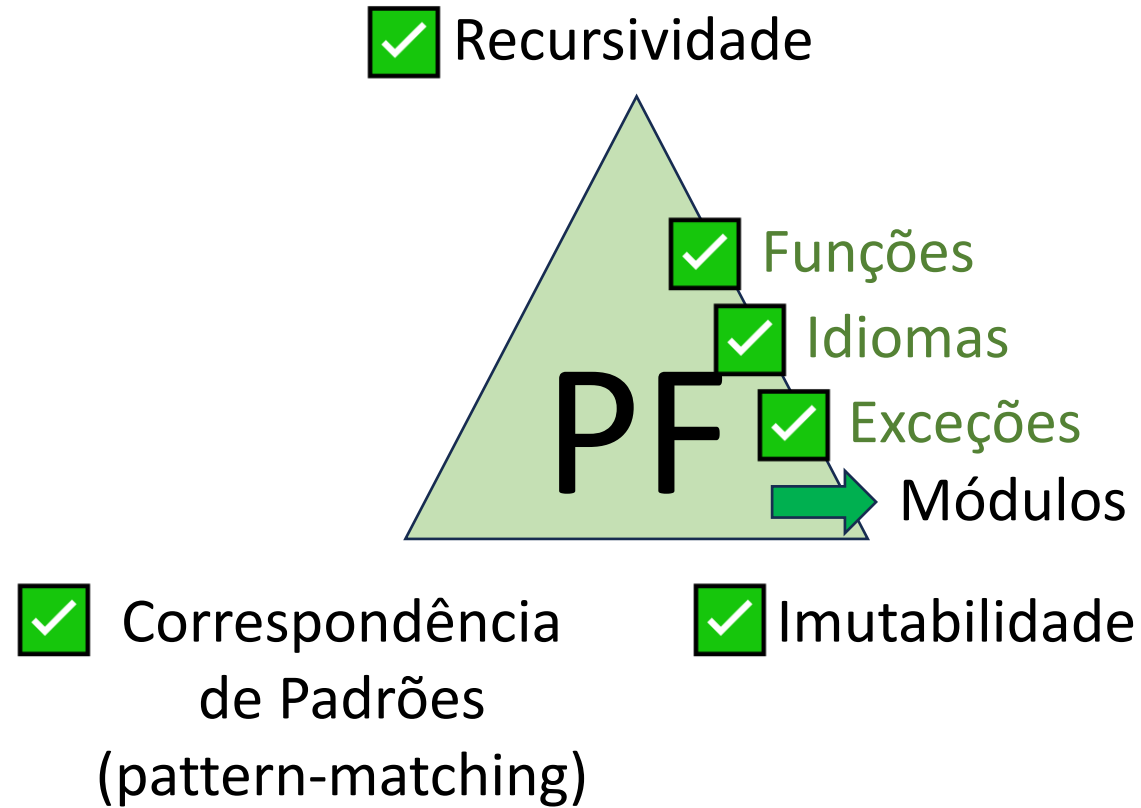 Recursividade
Funções
Idiomas
PF
Exceções
Módulos
Correspondência
de Padrões
(pattern-matching)
Imutabilidade